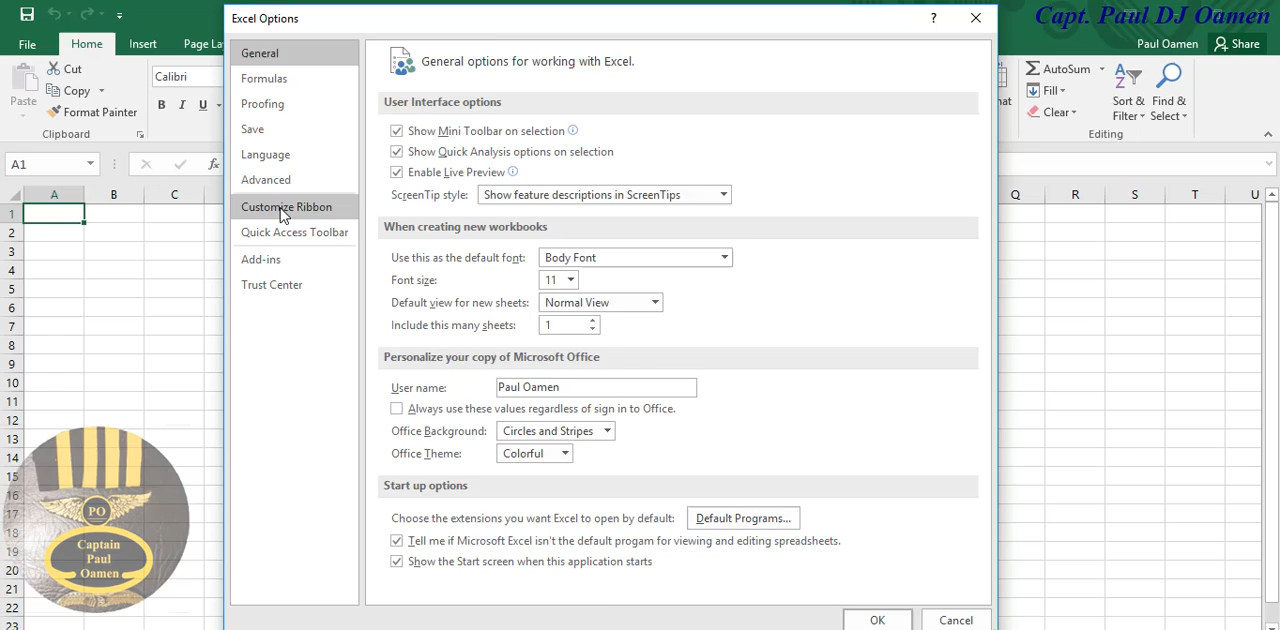 Excel Options
?
Capt. Paul DJ Oamen
File
Home
Insert
Page La
Paul Oamen
Share
Cut
Copy
Format Painter
Paste
Clipboard
Calibri
B I U
AutoSum
Fill
Clear
Sort &
Filter
Find &
Select
Editing
A1
fx
A B C Q R S T U
1
2
3
4
5
6
7
8
9
10
11
12
13
14
15
16
17
18
19
20
21
22
23
General
Formulas
Proofing
Save
Language
Advanced
Customize Ribbon
Quick Access Toolbar
Add-ins
Trust Center
General options for working with Excel.
User Interface options
Show Mini Toolbar on selection
Show Quick Analysis options on selection
Enable Live Preview
ScreenTip style: Show feature descriptions in ScreenTips
When creating new workbooks
Use this as the default font: Body Font
Font size: 11
Default view for new sheets: Normal View
Include this many sheets: 1
Personalize your copy of Microsoft Office
User name: Paul Oamen
Always use these values regardless of sign in to Office.
Office Background: Circles and Stripes
Office Theme: Colorful
Start up options
Choose the extensions you want Excel to open by default: Default Programs...
Tell me if Microsoft Excel isn't the default progam for viewing and editing spreadsheets.
Show the Start screen when this application starts
OK
Cancel
PO
Captain
Paul
Oamen